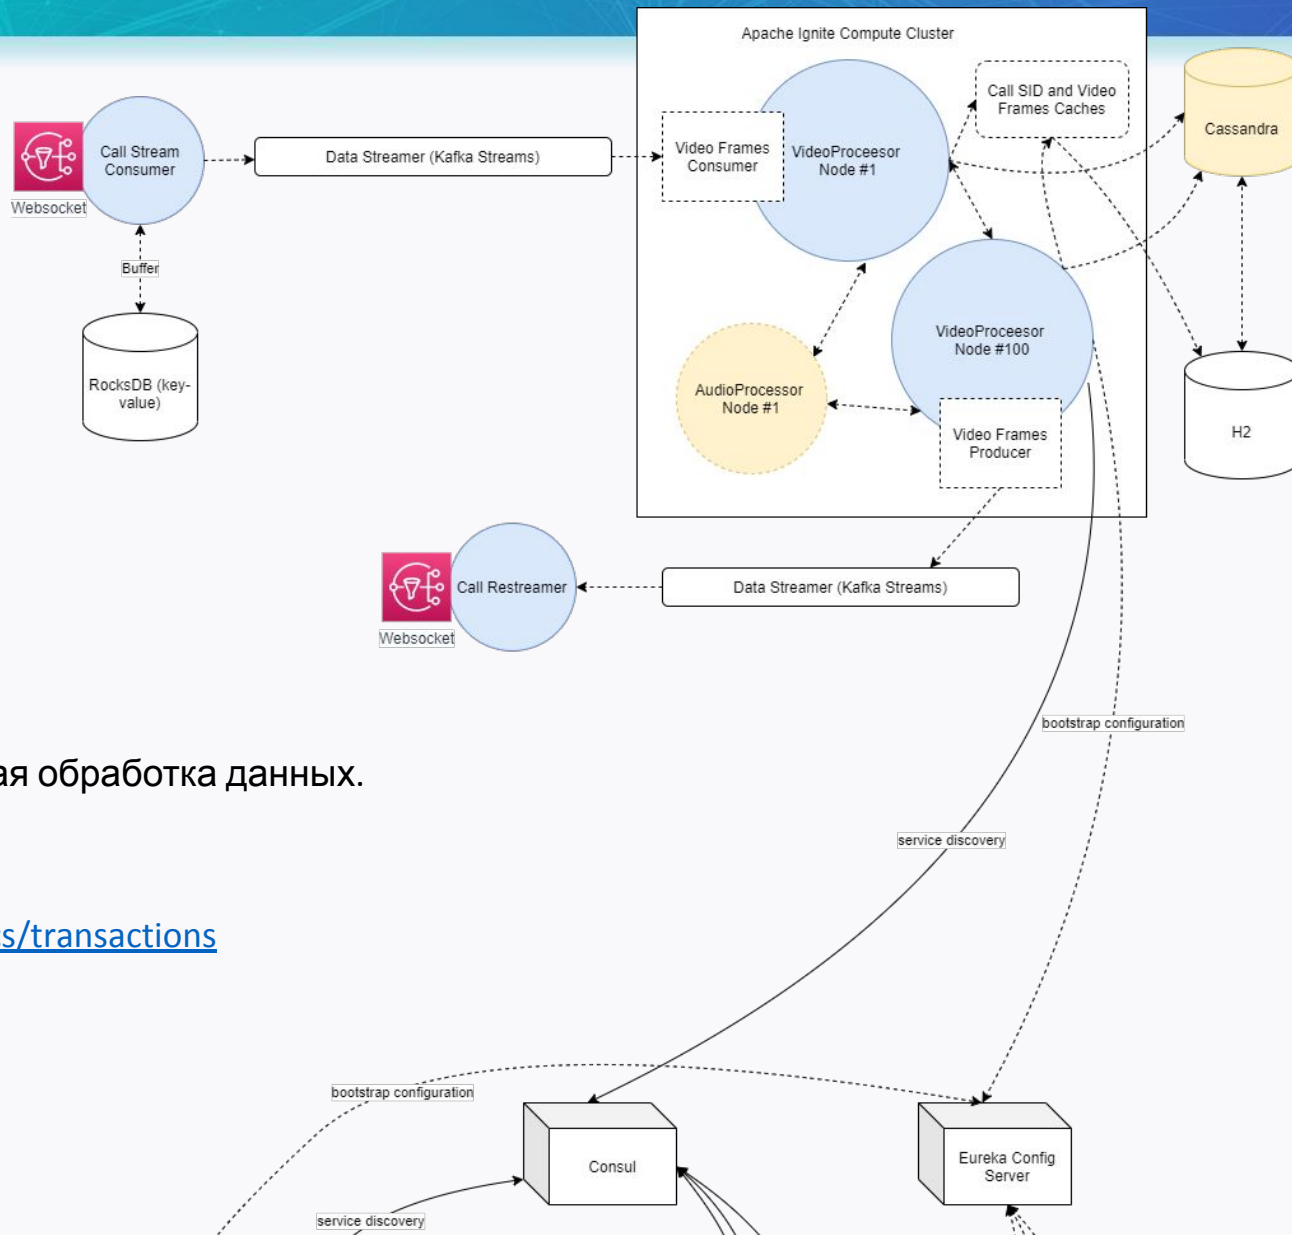 Apache Ignite Compute Cluster
Call SID and Video
Frames Caches
Cassandra
Call Stream
Consumer
Websocket
Data Streamer (Kafka Streams)
Video Frames
Consumer
VideoProceesor
Node #1
Buffer
RocksDB (key-
value)
VideoProceesor
Node #100
AudioProcessor
Node #1
Video Frames
Producer
H2
Call Restreamer
Websocket
Data Streamer (Kafka Streams)
bootstrap configuration
ая обработка данных.
service discovery
s/transactions
bootstrap configuration
Consul
Eureka Config
Server
service discovery